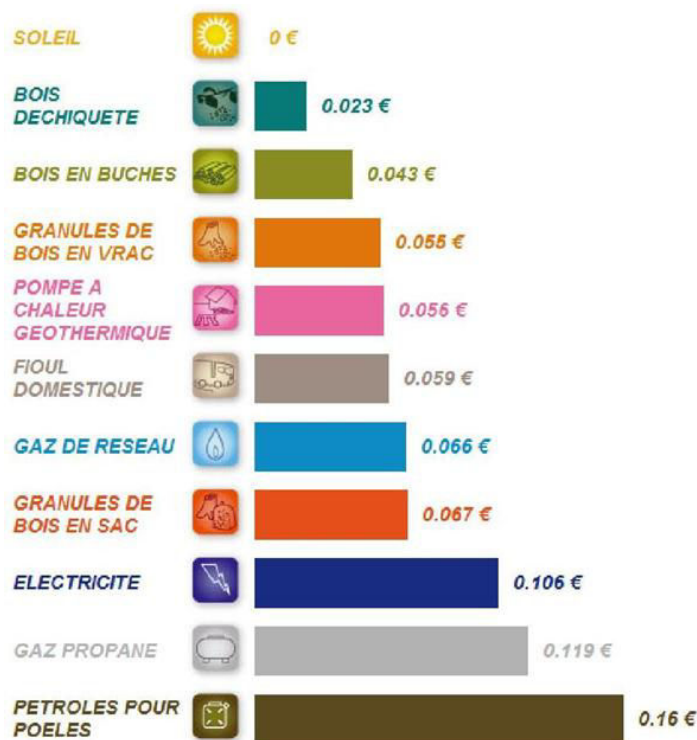 SOLEIL 0 €
BOIS
DECHIQUETE 0.023 €
BOIS EN BUCHES 0.043 €
GRANULES DE
BOIS EN VRAC 0.055 €
POMPE A
CHALEUR 0.056 €
GEOTHERMIQUE
FIOUL
DOMESTIQUE 0.059 €
GAZ DE RESEAU 0.066 €
GRANULES DE
BOIS EN SAC 0.067 €
ELECTRICITE 0.106 €
GAZ PROPANE 0.119 €
PETROLES POUR
POELES 0.16 €